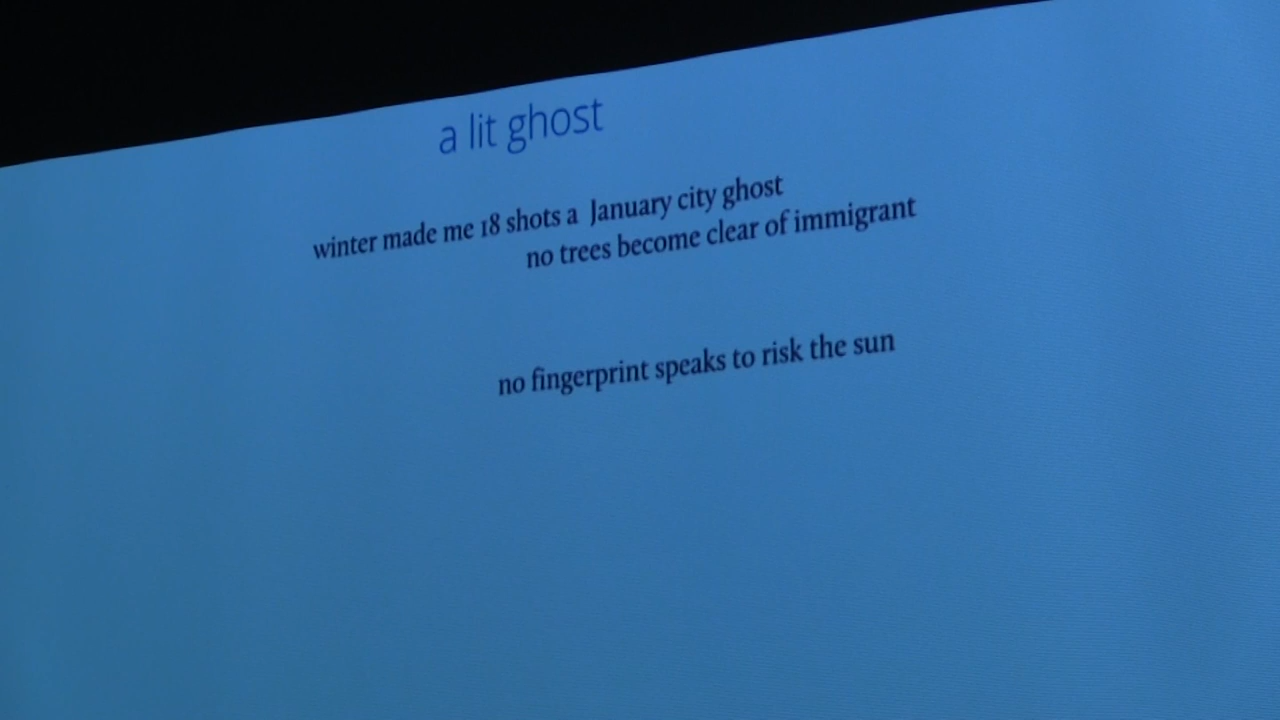 a lit ghost
winter made me 18 shots a January city ghost
no trees become clear of immigrant
no fingerprint speaks to risk the sun